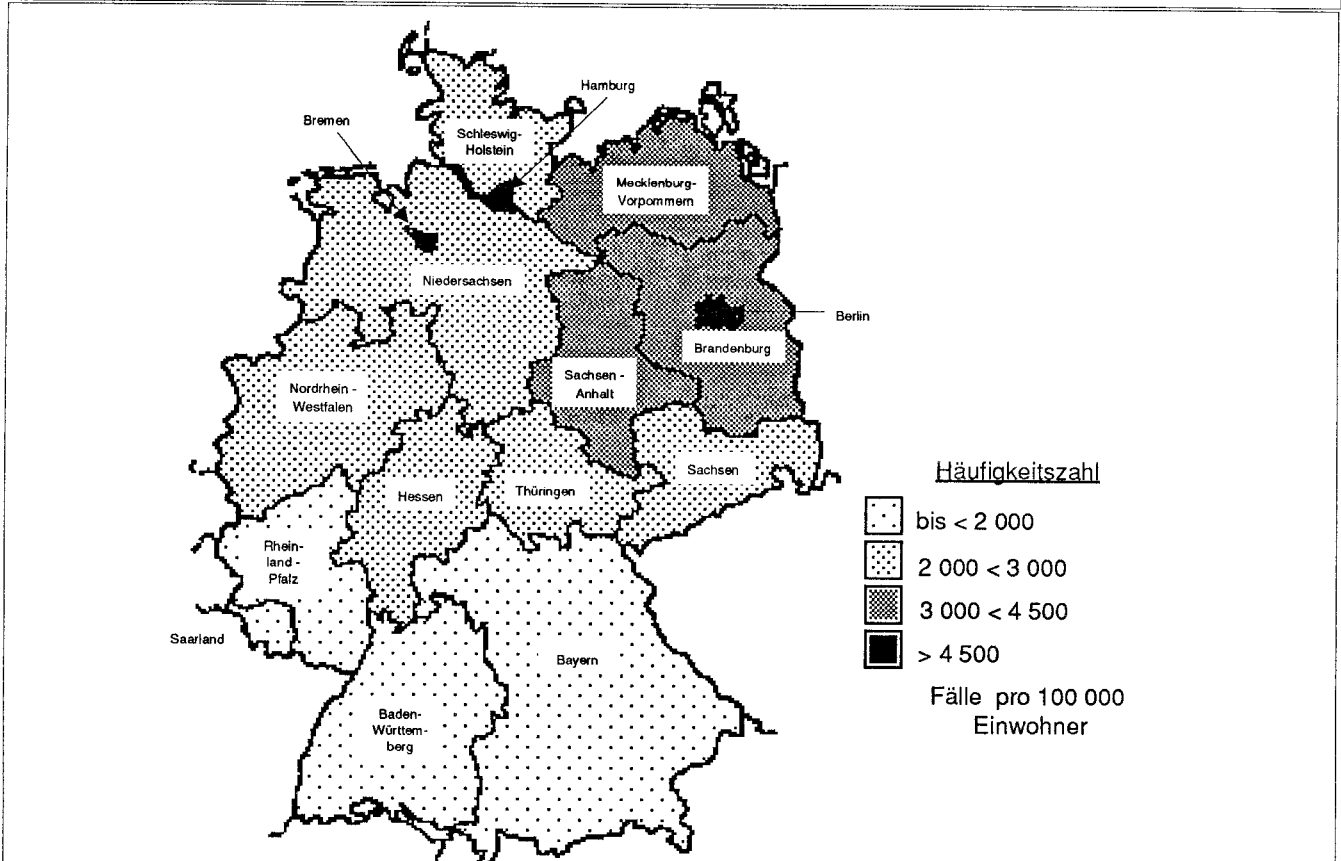 Hamburg
Bremen
Schleswig-
Holstein
Mecklenburg-
Vorpommern
Niedersachsen
Berlin
Brandenburg
Sachsen -
Anhalt
Nordrhein -
Westfalen
Sachsen
Hessen
Thüringen
Rhein-
land -
Pfalz
Saarland
Bayern
Baden-
Württem-
berg
Häufigkeitszahl
bis < 2 000
2 000 < 3 000
3 000 < 4 500
> 4 500
Fälle pro 100 000
Einwohner